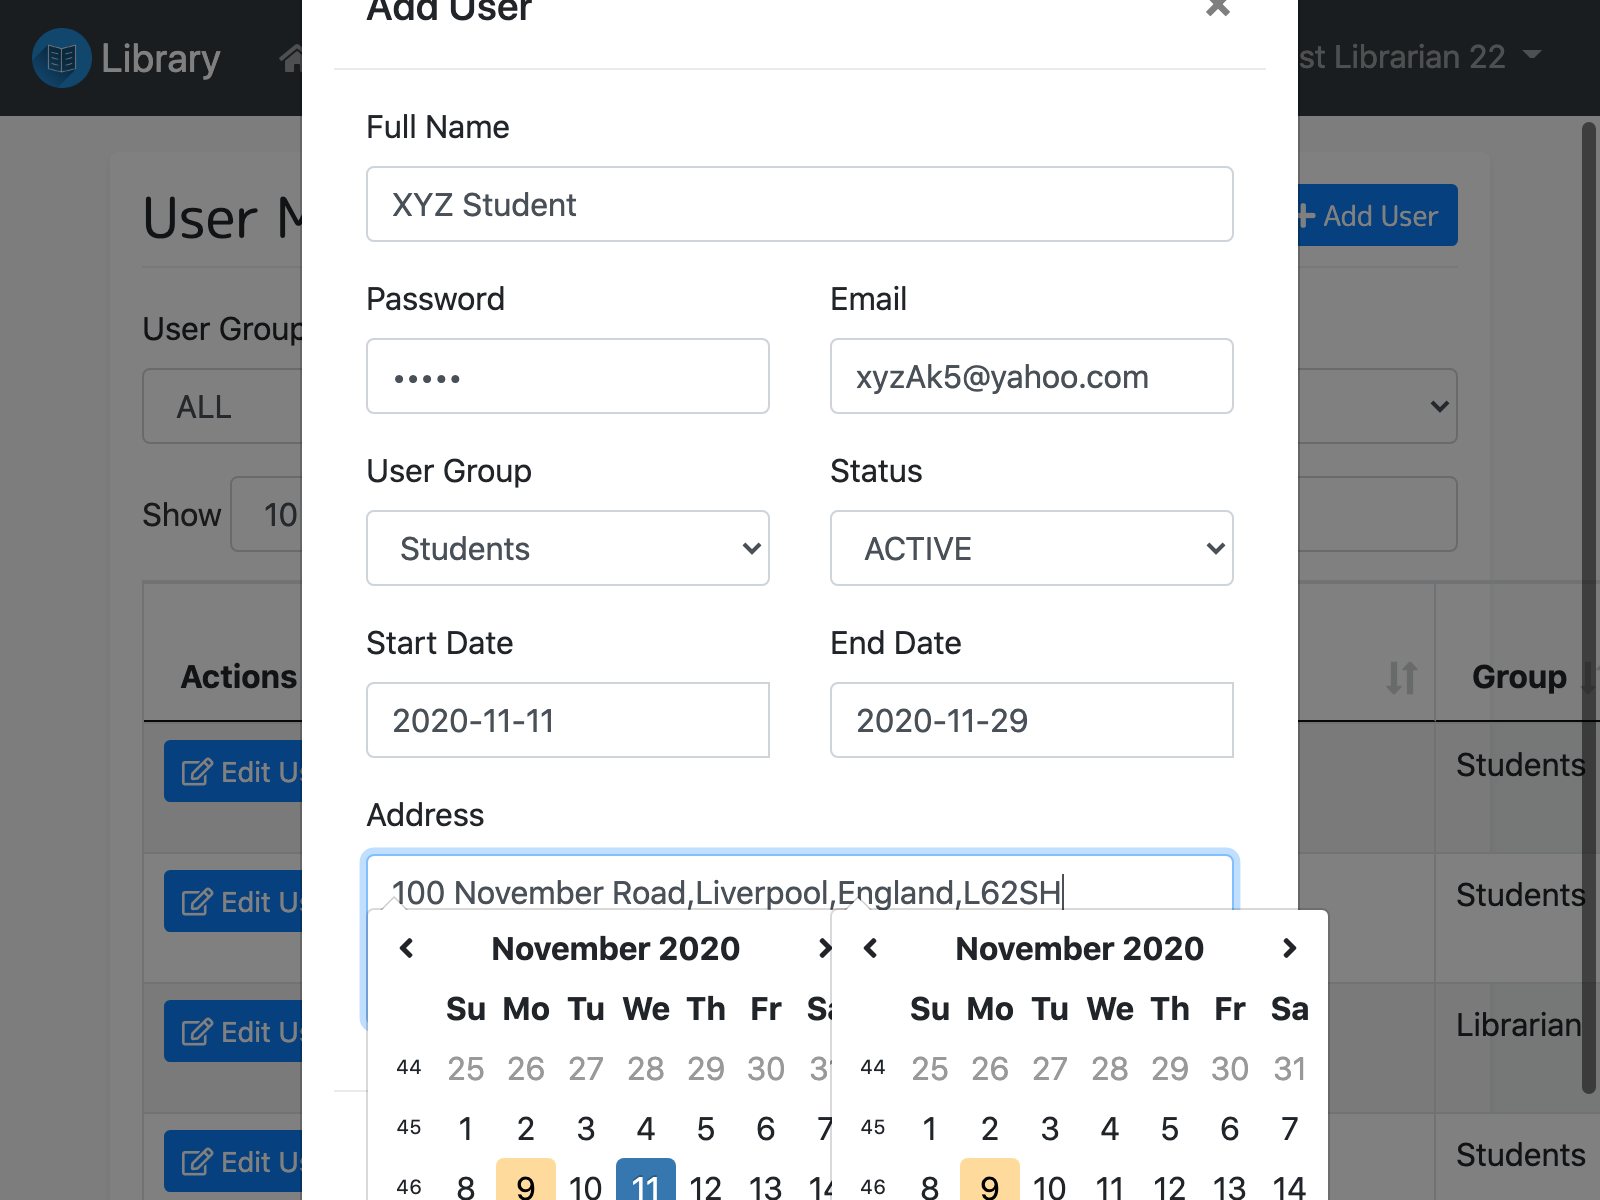 Add User ×
Library
st Librarian 22
Full Name
XYZ Student
User M
Add User
Password Email
••••• xyzAk5@yahoo.com
User Group
ALL
User Group Status
Students ACTIVE
Show 10
Start Date End Date
2020-11-11 2020-11-29
Actions Group
Edit Us Students
Address
100 November Road,Liverpool,England,L62SH
Edit Us Students
November 2020 November 2020
Su Mo Tu We Th Fr Sa Su Mo Tu We Th Fr Sa
Edit Us Librarian
44 25 26 27 28 29 30 31 44 25 26 27 28 29 30 31
45 1 2 3 4 5 6 7 45 1 2 3 4 5 6 7
Edit Us Students
46 8 9 10 11 12 13 14 46 8 9 10 11 12 13 14